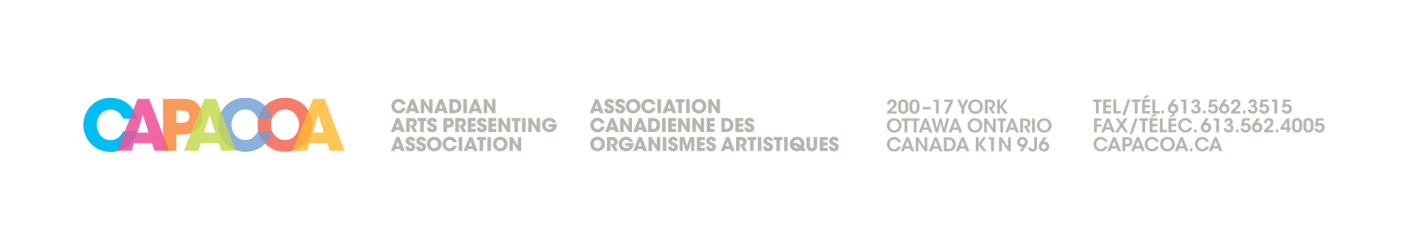 CAPACOA
CANADIAN
ARTS PRESENTING
ASSOCIATION
ASSOCIATION
CANADIENNE DES
ORGANISMES ARTISTIQUES
200–17 YORK
OTTAWA ONTARIO
CANADA K1N 9J6
TEL/TÉL. 613.562.3515
FAX/TÉLÉC. 613.562.4005
CAPACOA.CA